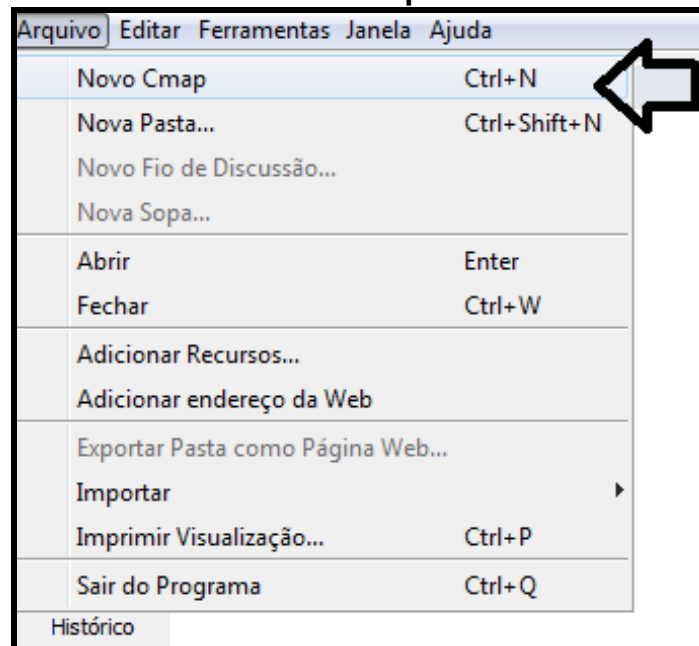 Arquivo Editar Ferramentas Janela Ajuda
Novo Cmap Ctrl+N
Nova Pasta... Ctrl+Shift+N
Novo Fio de Discussão...
Nova Sopa...
Abrir Enter
Fechar Ctrl+W
Adicionar Recursos...
Adicionar endereço da Web
Exportar Pasta como Página Web...
Importar
Imprimir Visualização... Ctrl+P
Sair do Programa Ctrl+Q
Histórico